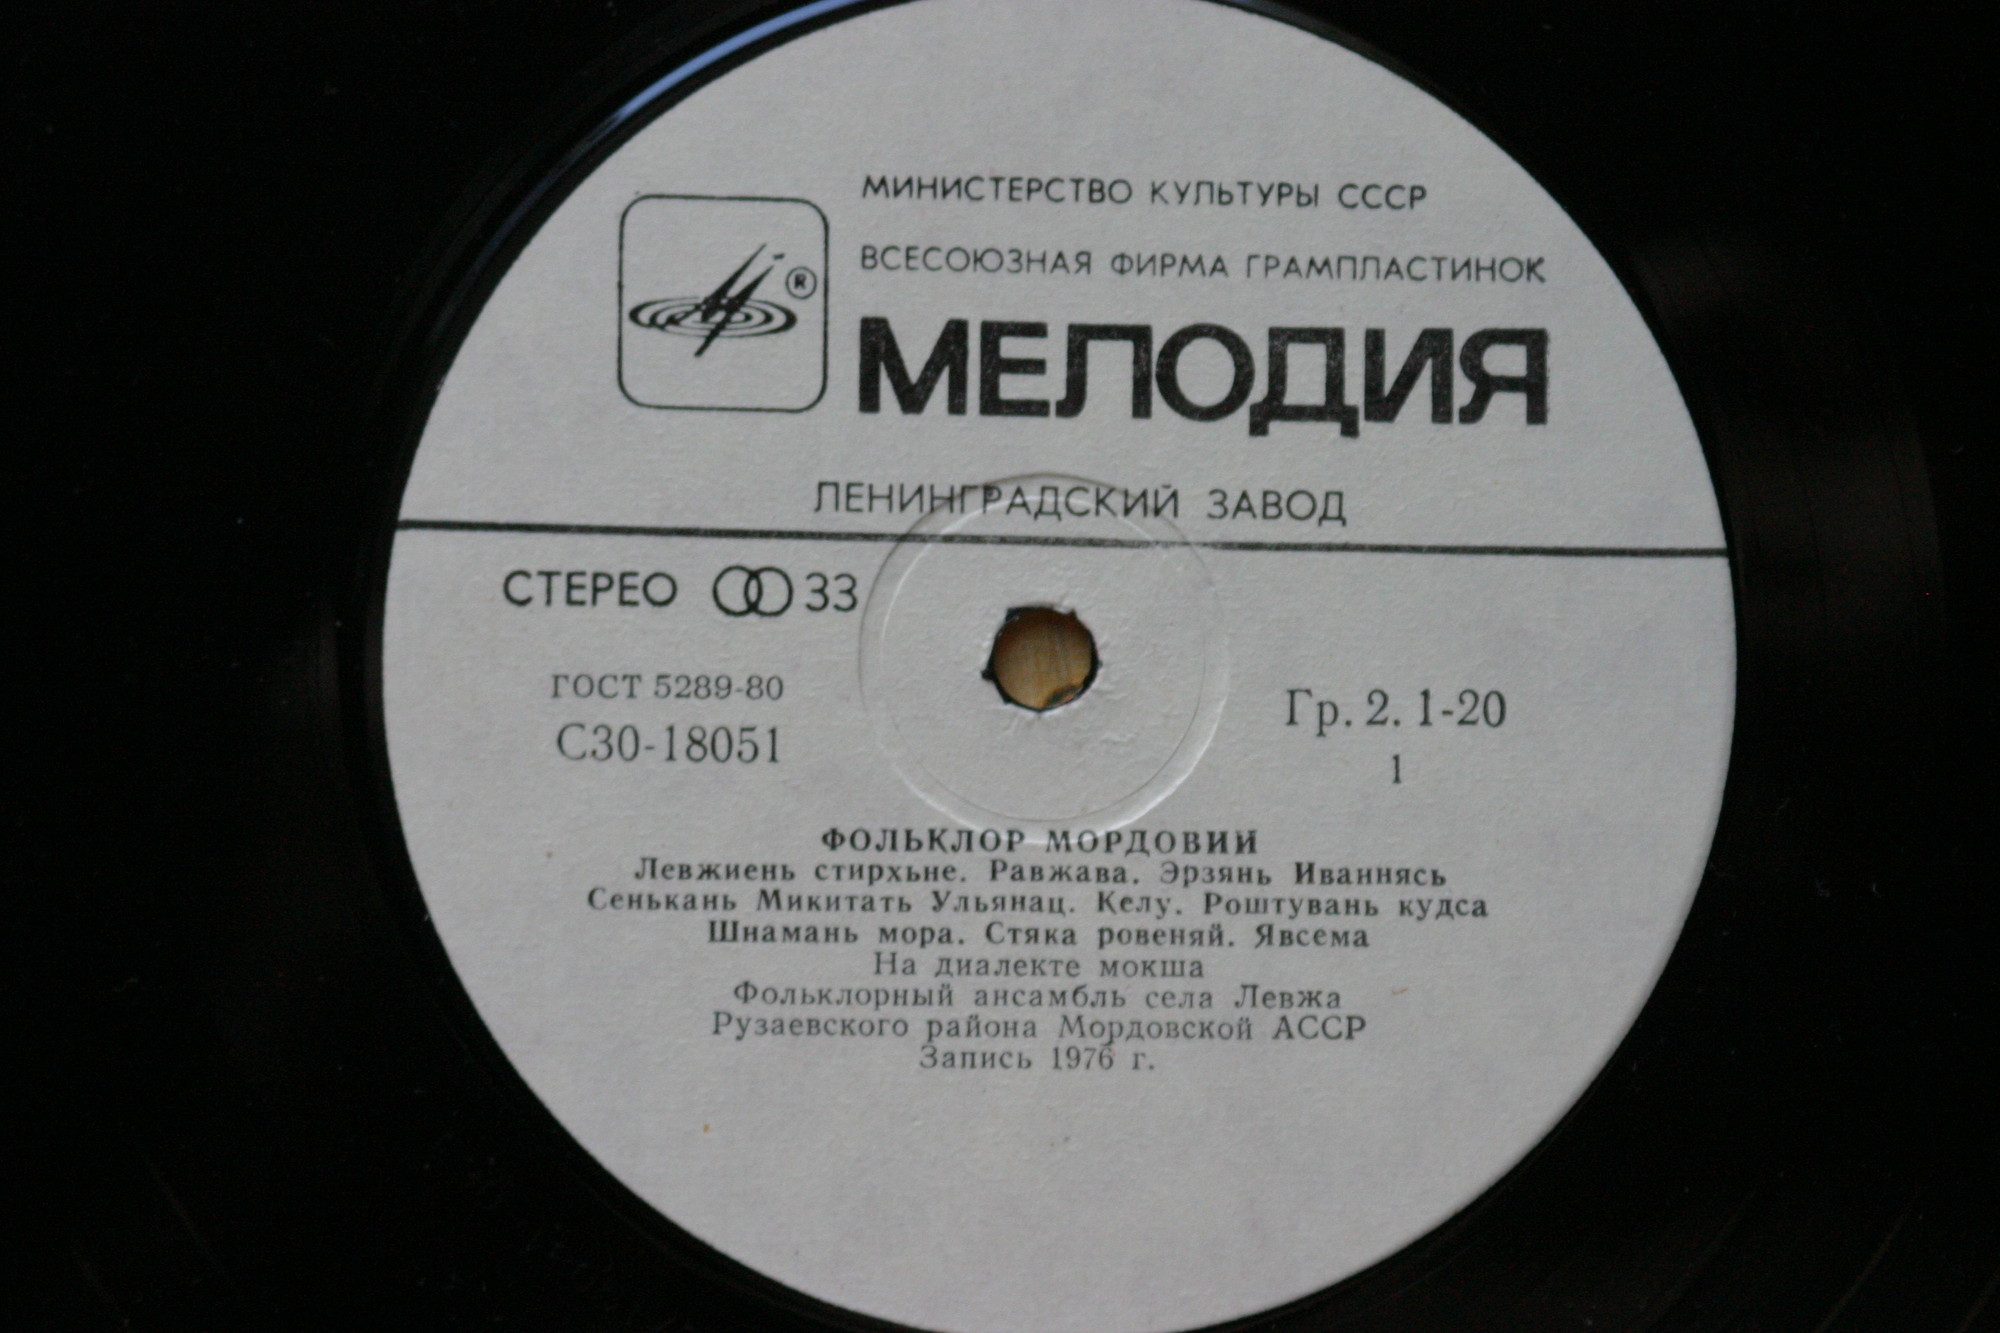 МИНИСТЕРСТВО КУЛЬТУРЫ СССР
ВСЕСОЮЗНАЯ ФИРМА ГРАМПЛАСТИНОК
®
МЕЛОДИЯ
ЛЕНИНГРАДСКИЙ ЗАВОД
СТЕРЕО 33
ГОСТ 5289-80
С30-18051
Гр. 2. 1-20
1
ФОЛЬКЛОР МОРДОВИИ
Левжиень стирхьне. Равжава. Эрзянь Иваннясь
Сенькань Микитать Ульянац. Келу. Роштувань кудса
Шнамань мора. Стяка ровеняй. Явсема
На диалекте мокша
Фольклорный ансамбль села Левжа
Рузаевского района Мордовской АССР
Запись 1976 г.